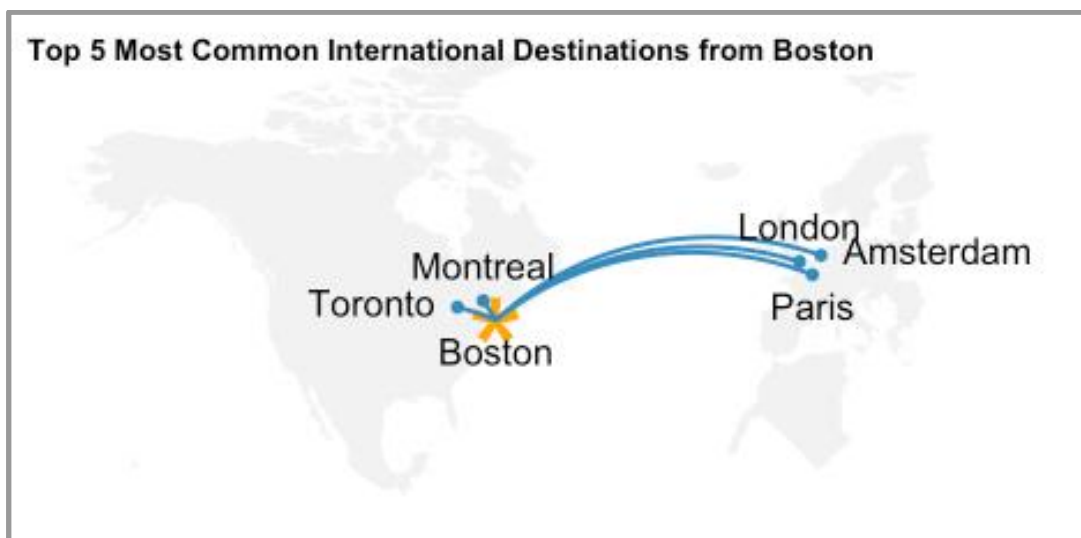 Top 5 Most Common International Destinations from Boston
London
Amsterdam
Montreal
Toronto
Paris
Boston